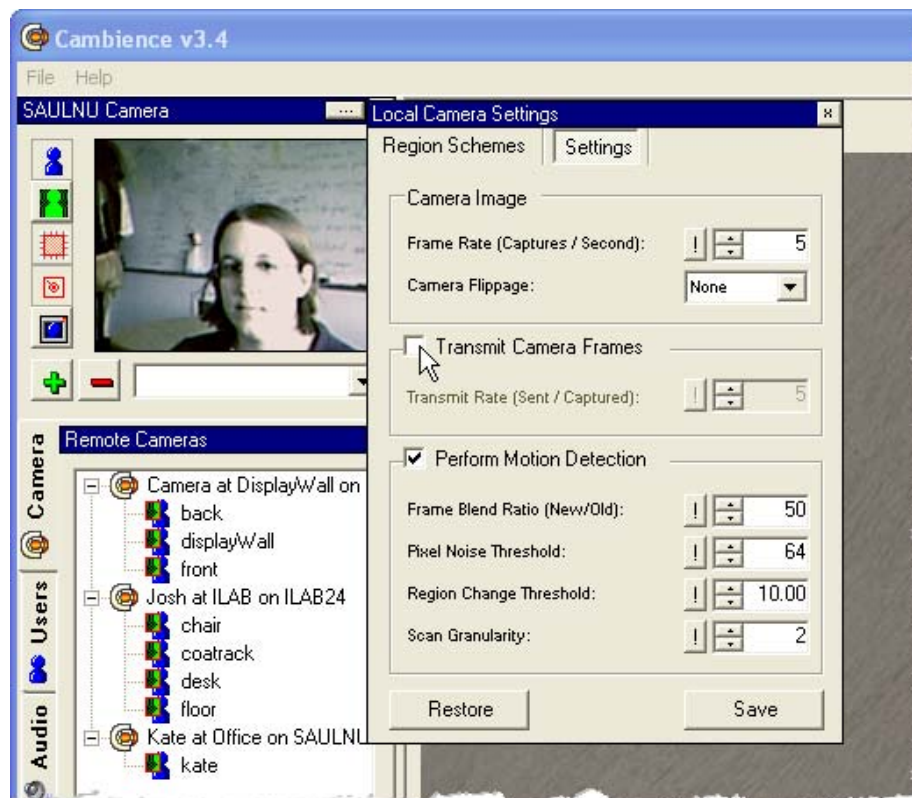 Cambience v3.4
File Help
SAULNU Camera
Local Camera Settings
Region Schemes
Settings
Camera Image
Frame Rate (Captures / Second): ! 5
Camera Flippage: None
Transmit Camera Frames
Transmit Rate (Sent / Captured): ! 5
Perform Motion Detection
Frame Blend Ratio (New/Old): ! 50
Pixel Noise Threshold: ! 64
Region Change Threshold: ! 10.00
Scan Granularity: ! 2
Restore
Save
Camera
Users
Audio
Remote Cameras
Camera at DisplayWall on
back
displayWall
front
Josh at ILAB on ILAB24
chair
coatrack
desk
floor
Kate at Office on SAULNU
kate